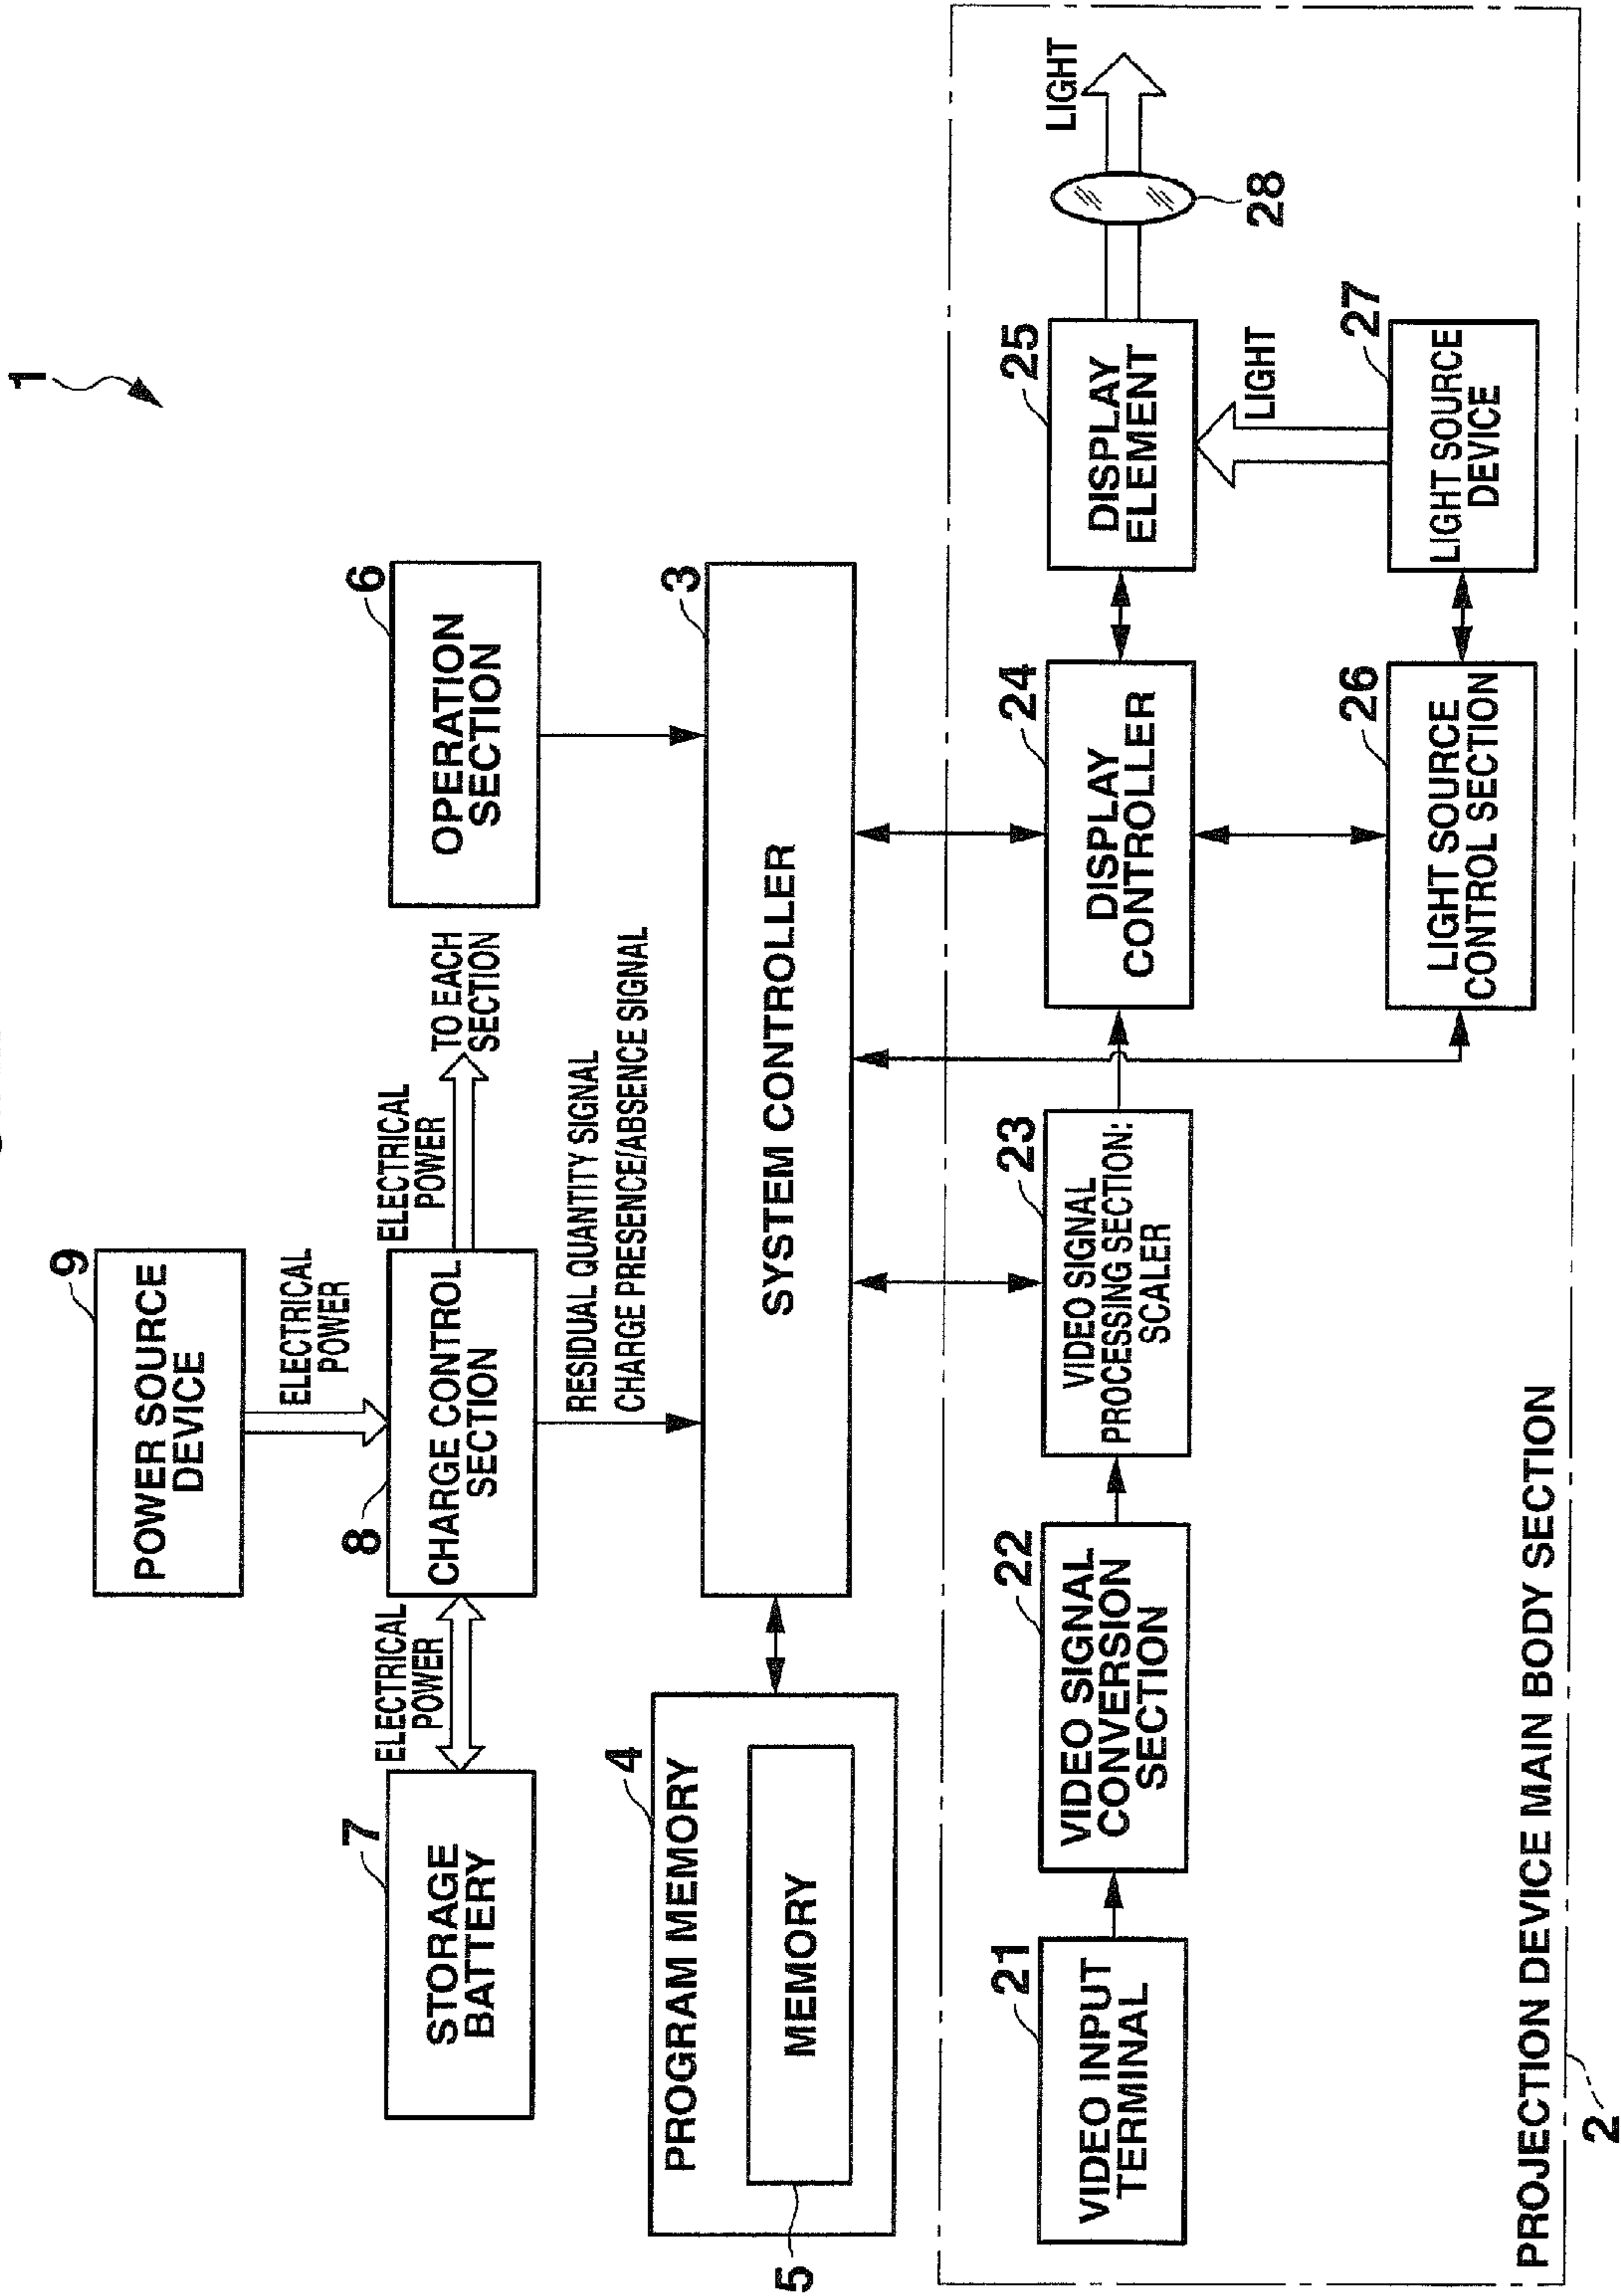 1
9
POWER SOURCE
DEVICE
ELECTRICAL
POWER
7
STORAGE
BATTERY
ELECTRICAL
POWER
8
CHARGE CONTROL
SECTION
ELECTRICAL
POWER
TO EACH
SECTION
6
OPERATION
SECTION
RESIDUAL QUANTITY SIGNAL
CHARGE PRESENCE/ABSENCE SIGNAL
4
PROGRAM MEMORY
MEMORY
5
3
SYSTEM CONTROLLER
21
VIDEO INPUT
TERMINAL
22
VIDEO SIGNAL
CONVERSION
SECTION
23
VIDEO SIGNAL
PROCESSING SECTION:
SCALER
24
DISPLAY
CONTROLLER
25
DISPLAY
ELEMENT
LIGHT
28
LIGHT
26
LIGHT SOURCE
CONTROL SECTION
27
LIGHT SOURCE
DEVICE
PROJECTION DEVICE MAIN BODY SECTION
2